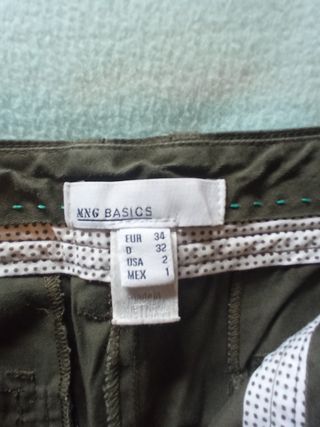 MNG BASICS
EUR 34
D 32
USA 2
MEX 1